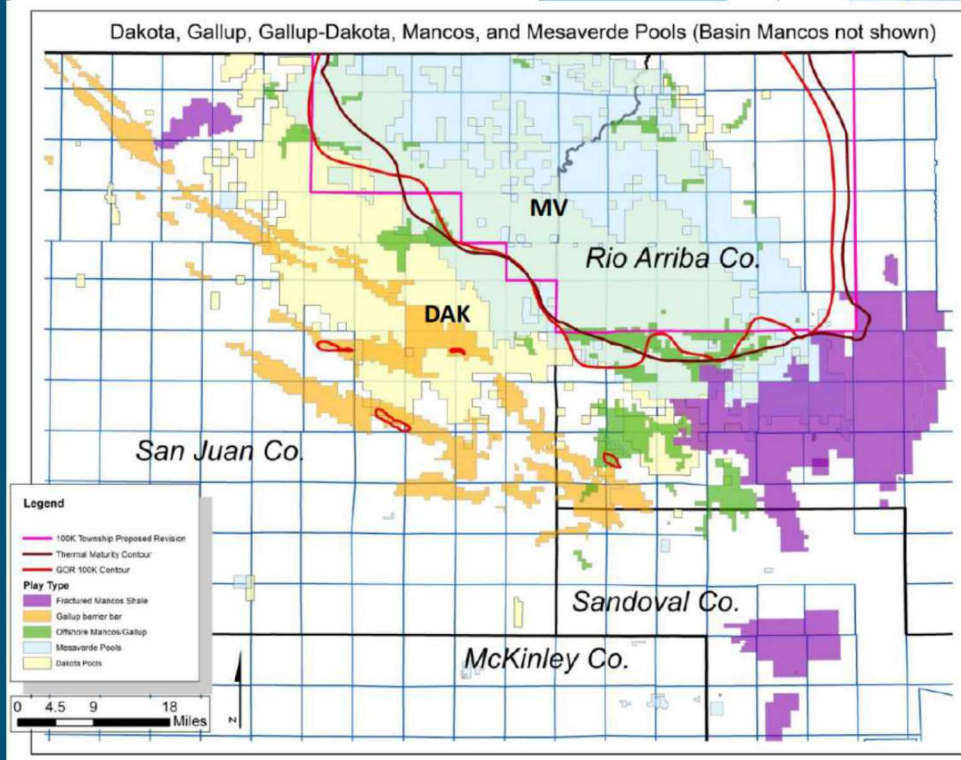 Dakota, Gallup, Gallup-Dakota, Mancos, and Mesaverde Pools (Basin Mancos not shown)
MV
Rio Arriba Co.
DAK
San Juan Co.
Legend
100K Township Proposed Revision
Thermal Maturity Contour
GOR 100K Contour
Play Type
Fractured Mancos Shale
Gallup barrier bar
Offshore Mancos/Gallup
Mesaverde Pools
Dakota Pools
Sandoval Co.
McKinley Co.
0 4.5 9 18
Miles
N